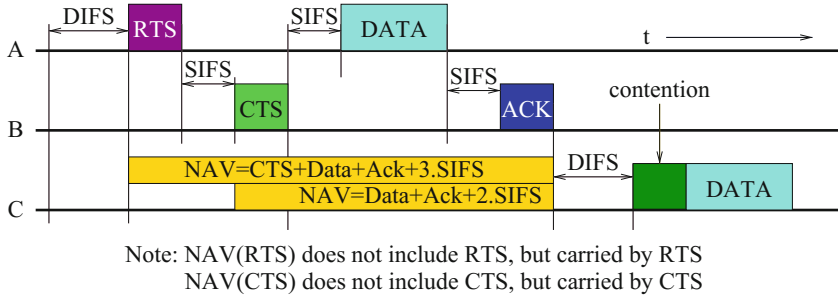 DIFS
RTS
SIFS
DATA
t
A
SIFS
CTS
SIFS
ACK
contention
B
NAV=CTS+Data+Ack+3.SIFS
DIFS
NAV=Data+Ack+2.SIFS
DATA
C
Note: NAV(RTS) does not include RTS, but carried by RTS
NAV(CTS) does not include CTS, but carried by CTS